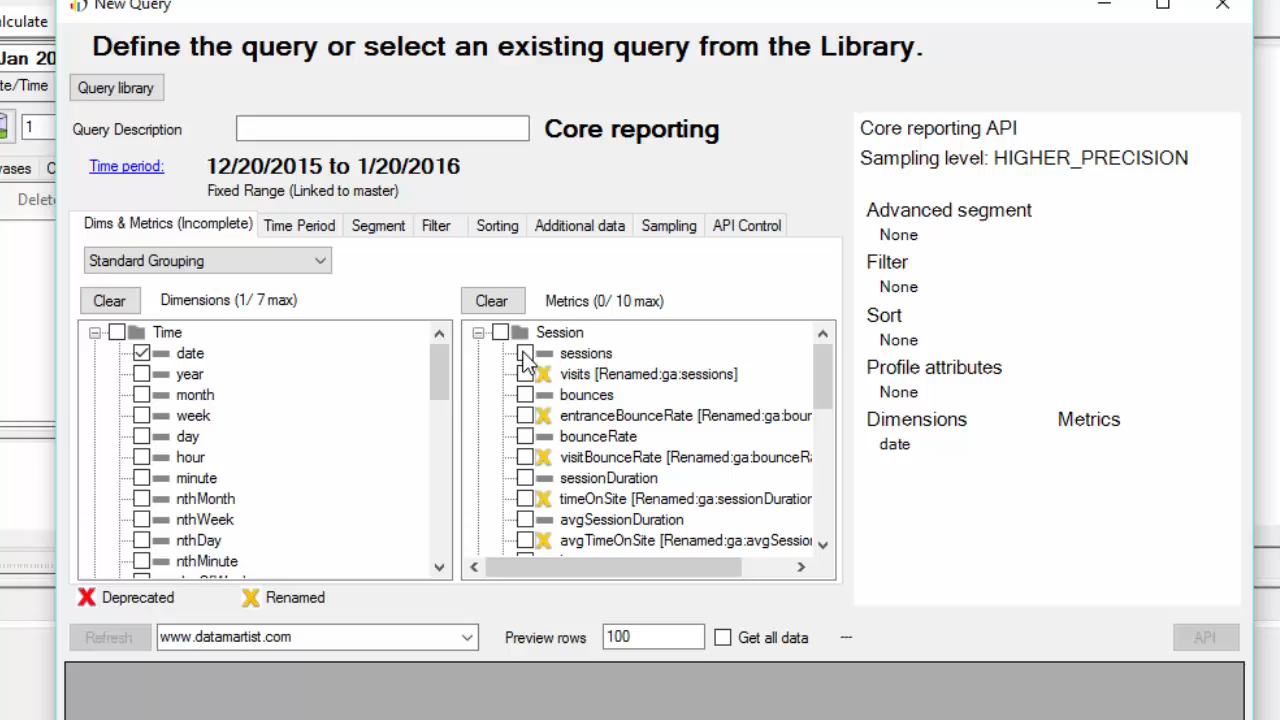 New Query
alculate
Define the query or select an existing query from the Library.
Jan 20
te/Time
Query library
1
Query Description
Core reporting
Core reporting API
Sampling level: HIGHER_PRECISION
Time period:
12/20/2015 to 1/20/2016
Fixed Range (Linked to master)
vases
Delet
Dims & Metrics (Incomplete)
Time Period
Segment
Filter
Sorting
Additional data
Sampling
API Control
Advanced segment
None
Standard Grouping
Filter
None
Clear
Dimensions (1/ 7 max)
Clear
Metrics (0/ 10 max)
Sort
None
Time
date
year
month
week
day
hour
minute
nthMonth
nthWeek
nthDay
nthMinute
Session
sessions
visits [Renamed:ga:sessions]
bounces
entranceBounceRate [Renamed:ga:bour
bounceRate
visitBounceRate [Renamed:ga:bounceRa
sessionDuration
timeOnSite [Renamed:ga:sessionDuration
avgSessionDuration
avgTimeOnSite [Renamed:ga:avgSession
Profile attributes
None
Dimensions
Metrics
date
Deprecated
Renamed
Refresh
www.datamartist.com
Preview rows
100
Get all data
---
API